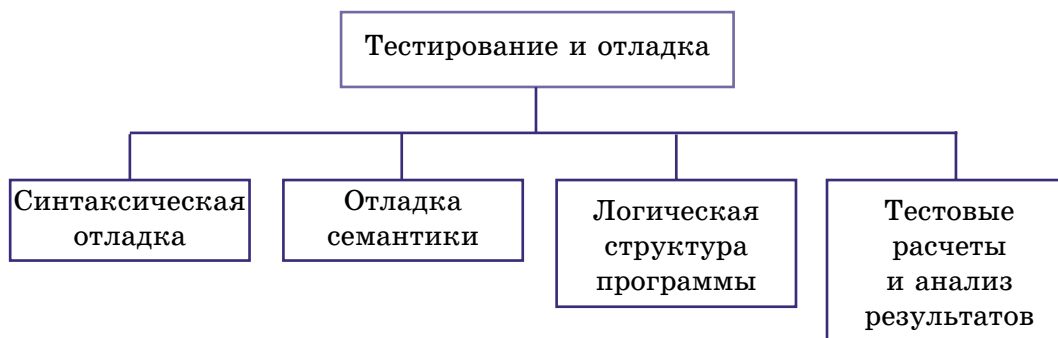 Тестирование и отладка
Синтаксическая
отладка
Отладка
семантики
Логическая
структура
программы
Тестовые
расчеты
и анализ
результатов